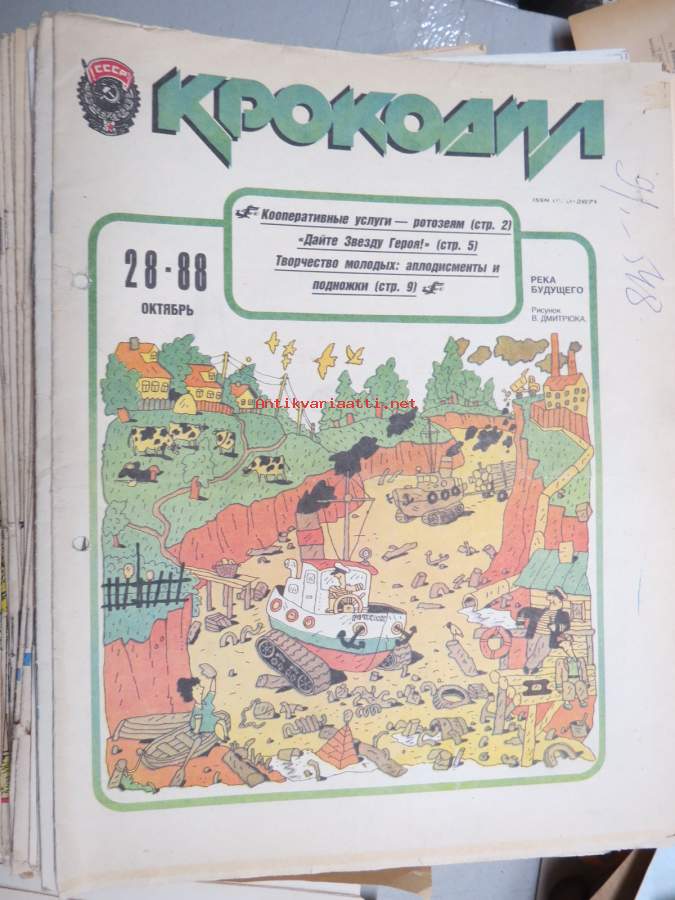 СССР
КРОКОДИЛ
Кооперативные услуги — ротозеям (стр. 2)
«Дайте Звезду Героя!» (стр. 5)
Творчество молодых: аплодисменты и
подножки (стр. 9)
28·88
ОКТЯБРЬ
РЕКА
БУДУЩЕГО
Рисунок
В. ДМИТРЮКА.
Antikvariaatti.net